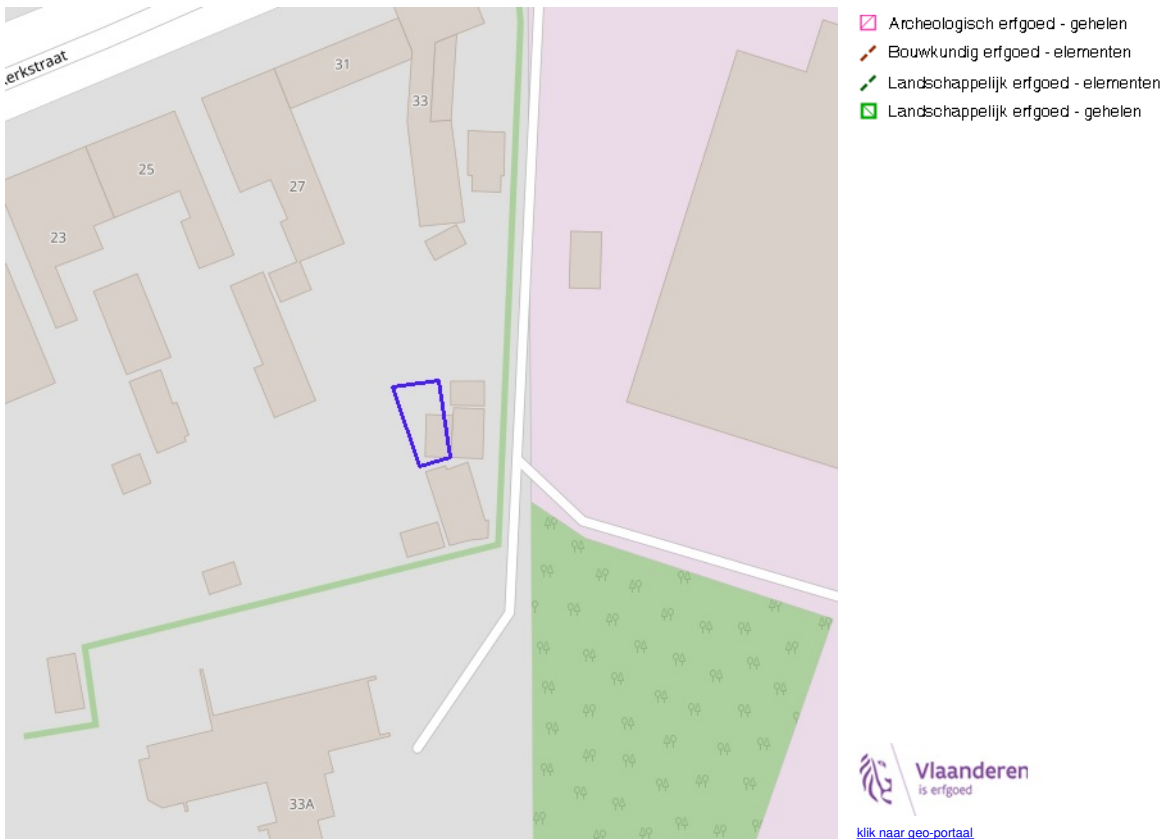 erkstraat
31
33
25
27
23
33A
Archeologisch erfgoed - gehelen
Bouwkundig erfgoed - elementen
Landschappelijk erfgoed - elementen
Landschappelijk erfgoed - gehelen
Vlaanderen
is erfgoed
klik naar geo-portaal